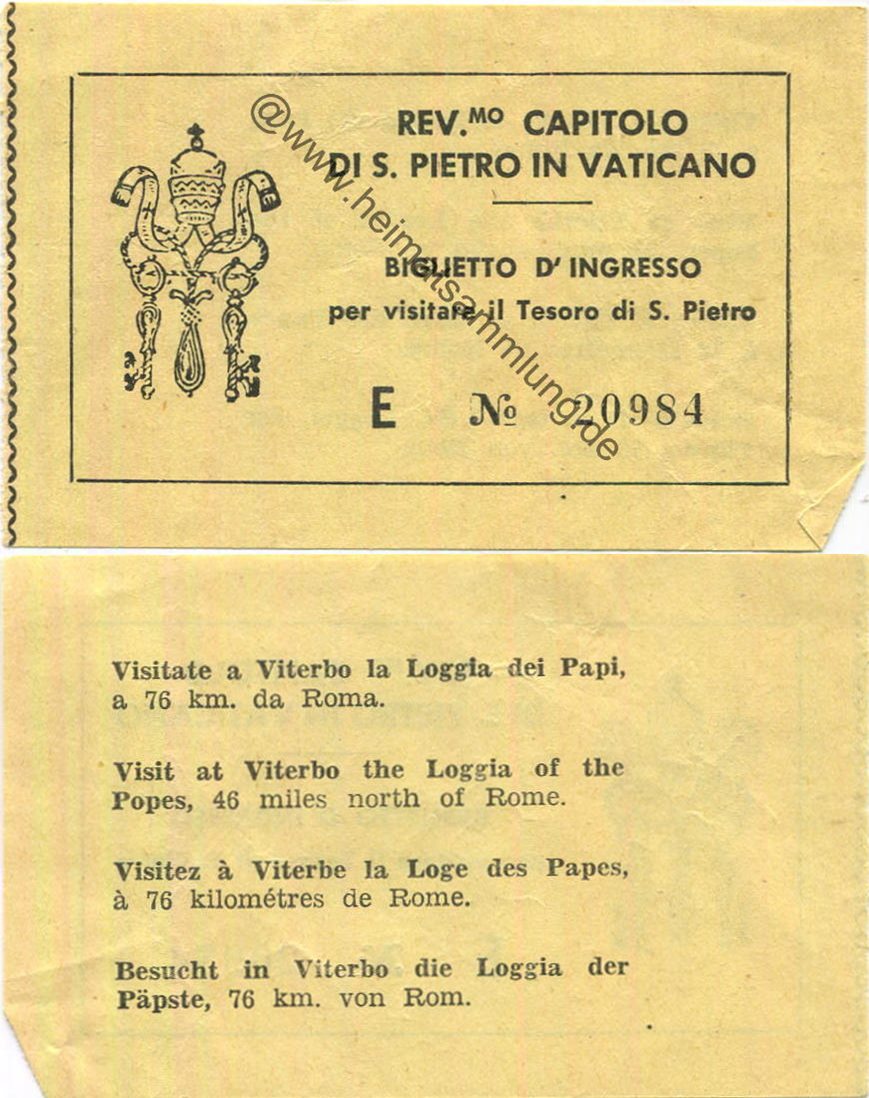 REV.MO CAPITOLO
DI S. PIETRO IN VATICANO
BIGLIETTO D'INGRESSO
per visitare il Tesoro di S. Pietro
E No 20984
@www.heimatsammlung.de
Visitate a Viterbo la Loggia dei Papi,
a 76 km. da Roma.
Visit at Viterbo the Loggia of the
Popes, 46 miles north of Rome.
Visitez à Viterbe la Loge des Papes,
à 76 kilométres de Rome.
Besucht in Viterbo die Loggia der
Päpste, 76 km. von Rom.